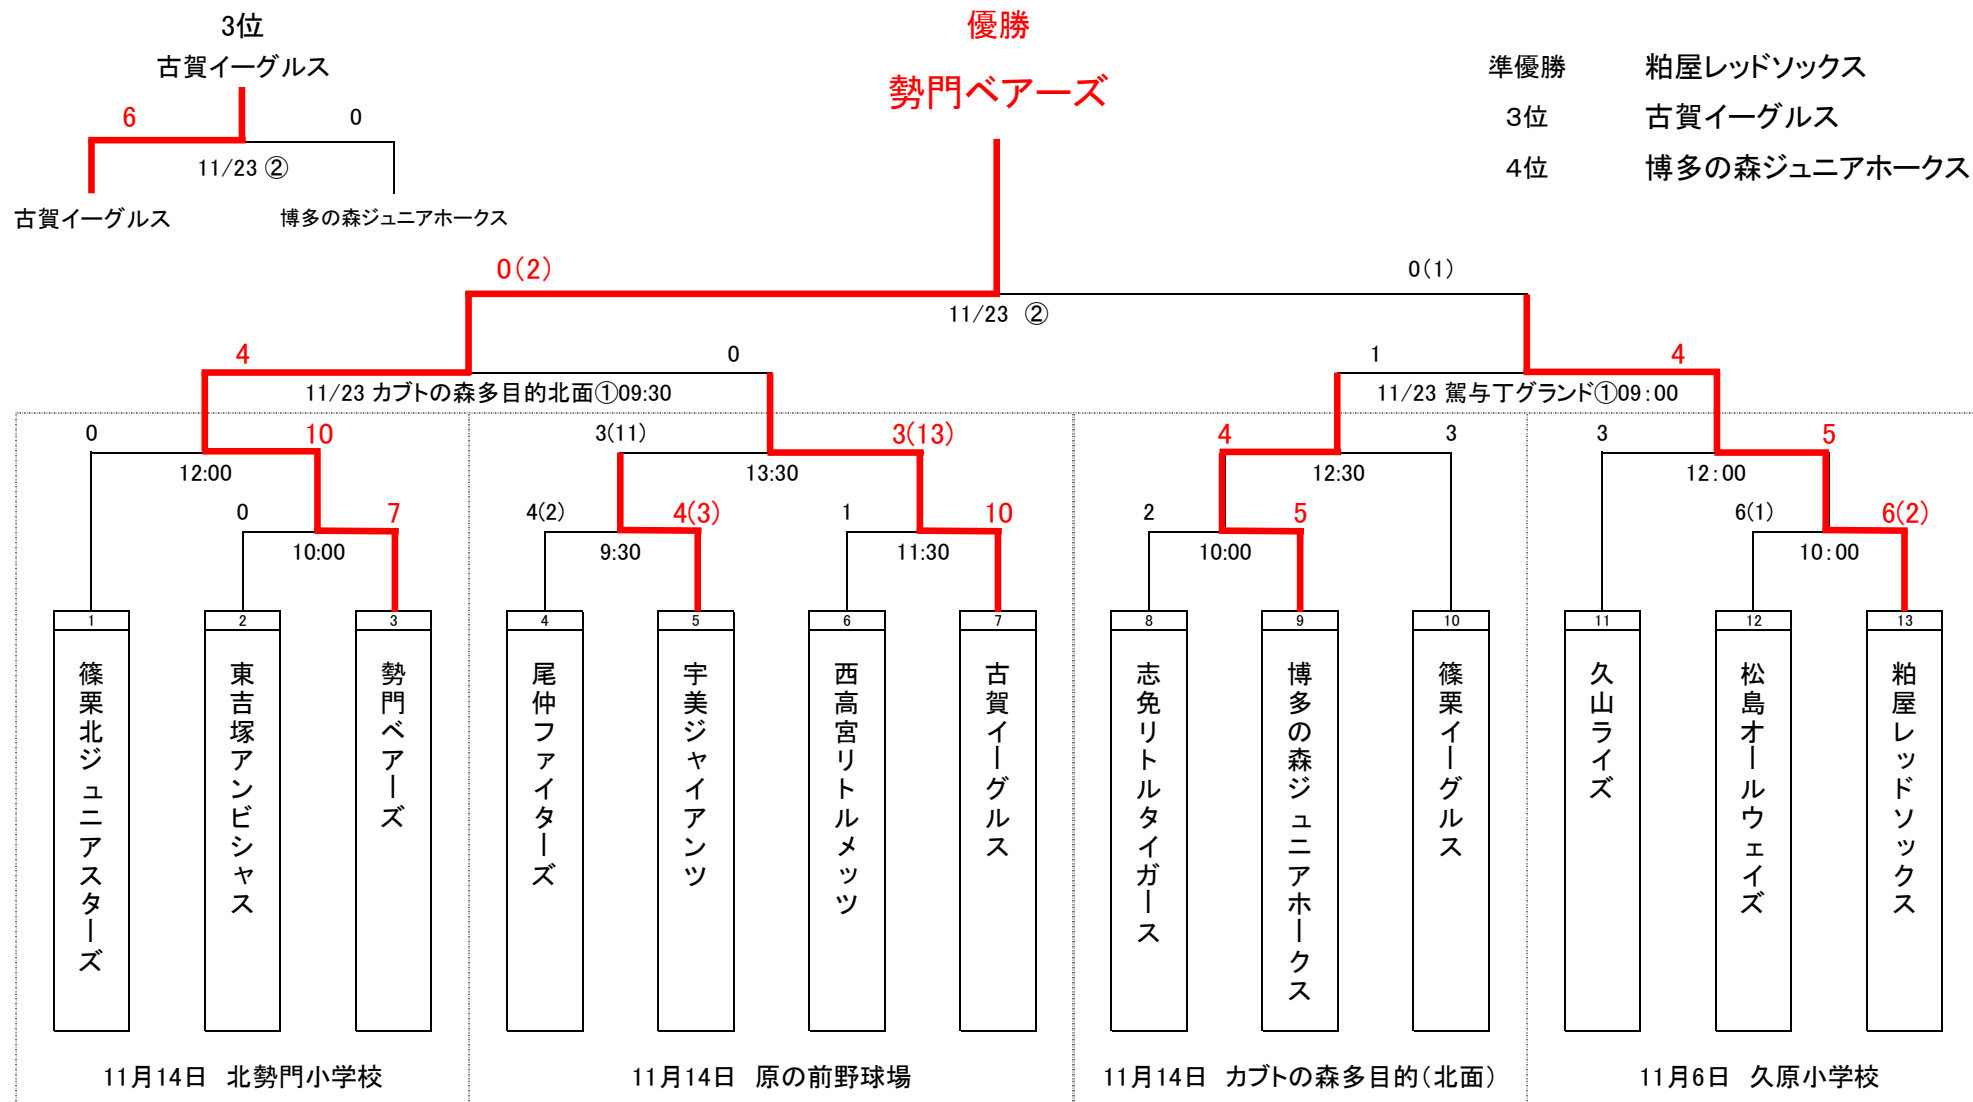 3位
古賀イーグルス
6
0
11/23 ②
古賀イーグルス
博多の森ジュニアホークス
優勝
勢門ベアーズ
準優勝 粕屋レッドソックス
3位 古賀イーグルス
4位 博多の森ジュニアホークス
0(2)
0(1)
11/23 ②
4
0
11/23 カブトの森多目的北面①09:30
1
4
11/23 駕与丁グランド①09:00
0
10
12:00
3(11)
3(13)
13:30
4
3
12:30
3
5
12:00
0
7
10:00
4(2)
4(3)
9:30
1
10
11:30
2
5
10:00
6(1)
6(2)
10:00
1
篠栗北ジュニアスターズ
2
東吉塚アンビシャス
3
勢門ベアーズ
4
尾仲ファイターズ
5
宇美ジャイアンツ
6
西高宮リトルメッツ
7
古賀イーグルス
8
志免リトルタイガース
9
博多の森ジュニアホークス
10
篠栗イーグルス
11
久山ライズ
12
松島オールウェイズ
13
粕屋レッドソックス
11月14日 北勢門小学校
11月14日 原の前野球場
11月14日 カブトの森多目的(北面)
11月6日 久原小学校